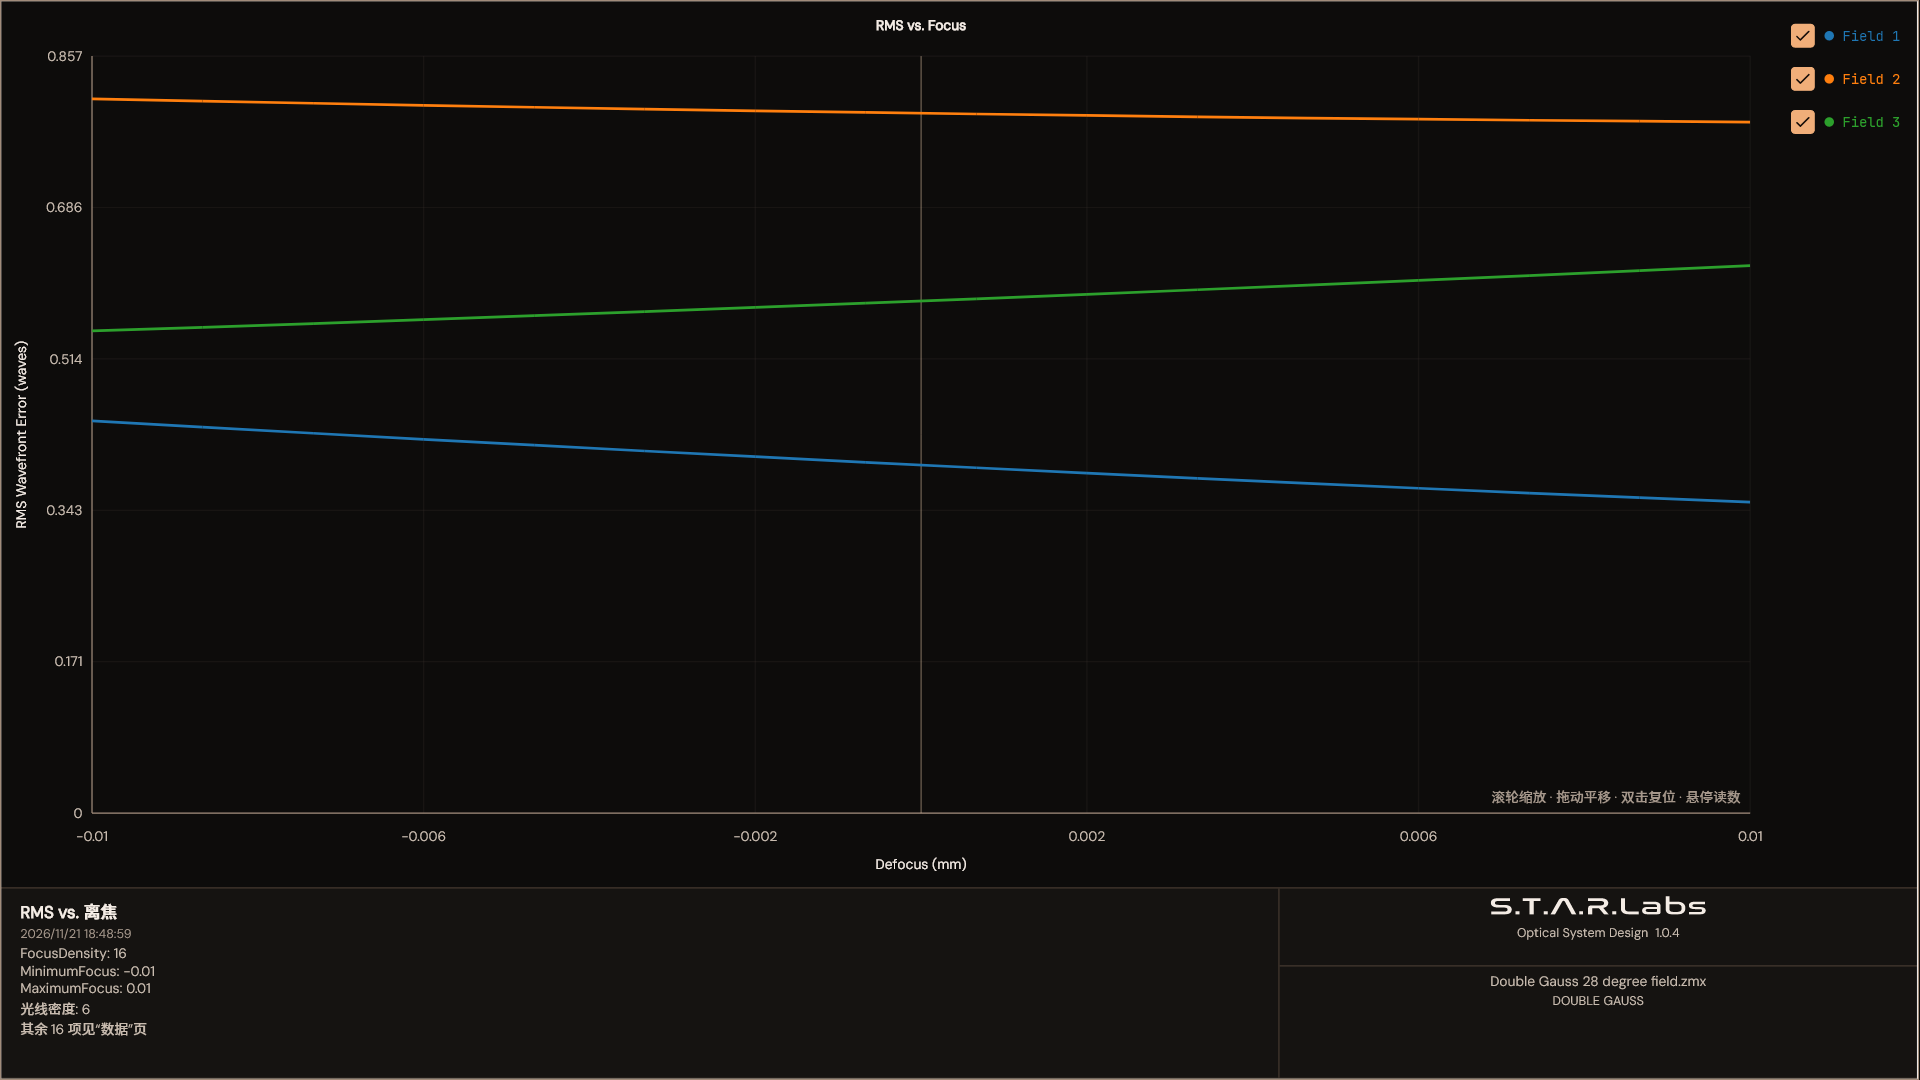 RMS vs. Focus
Field 1
Field 2
Field 3
0.857
0.686
0.514
0.343
0.171
0
RMS Wavefront Error (waves)
滚轮缩放 · 拖动平移 · 双击复位 · 悬停读数
-0.01
-0.006
-0.002
0.002
0.006
0.01
Defocus (mm)
RMS vs. 离焦
2026/11/21 18:48:59
FocusDensity: 16
MinimumFocus: -0.01
MaximumFocus: 0.01
光线密度: 6
其余 16 项见“数据”页
S.T.A.R.Labs
Optical System Design 1.0.4
Double Gauss 28 degree field.zmx
DOUBLE GAUSS